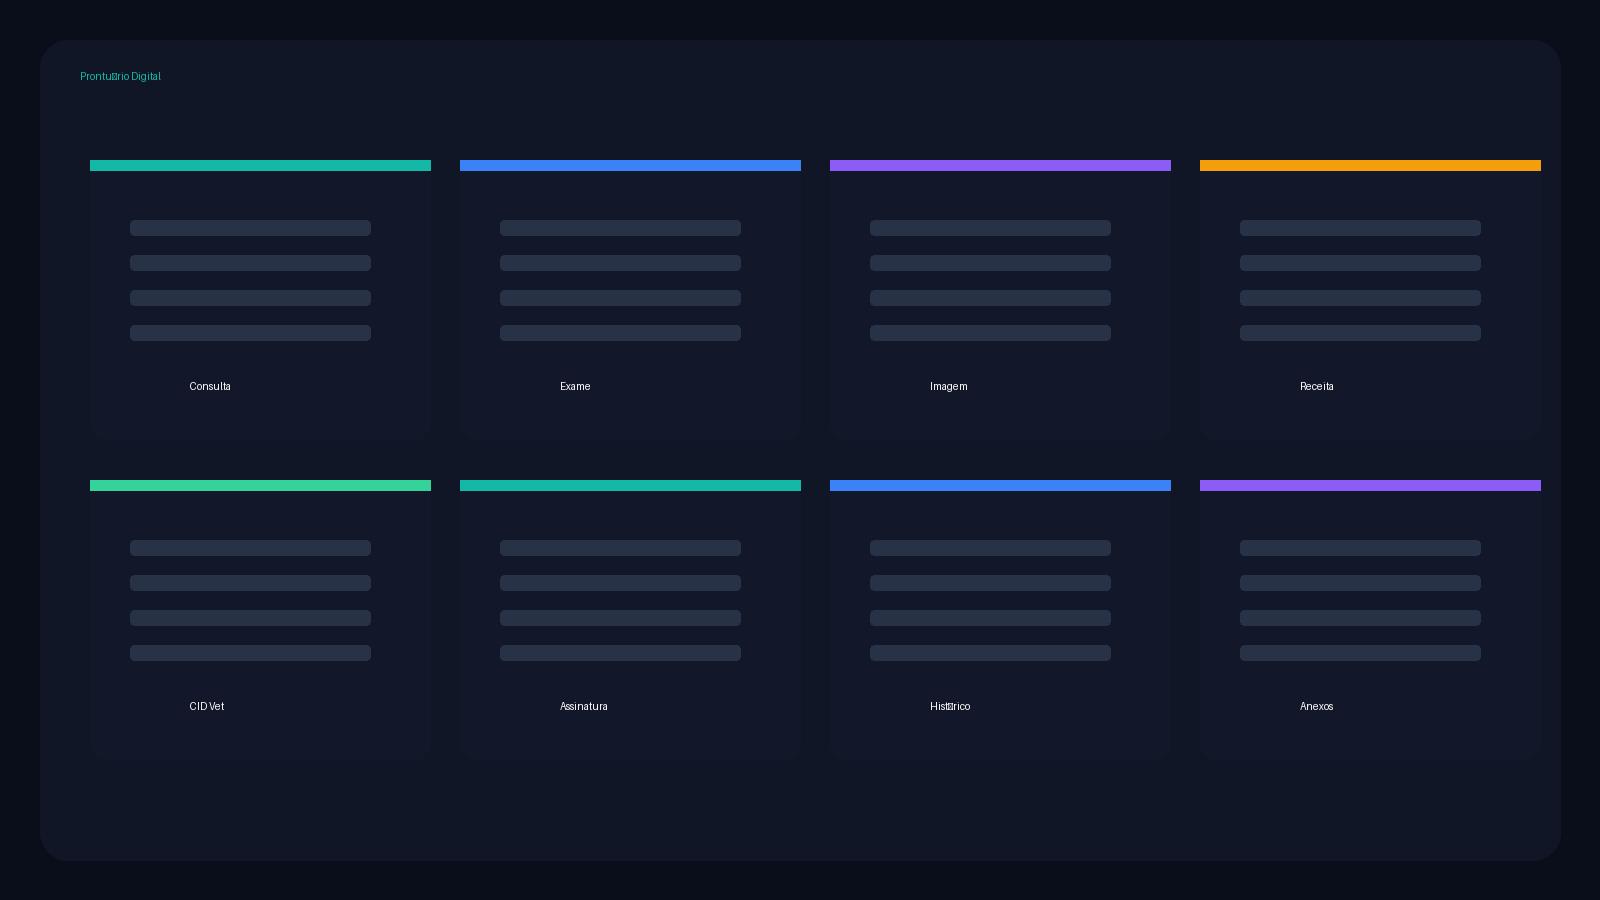 Prontu▯rio Digital
Consulta
Exame
Imagem
Receita
CID Vet
Assinatura
Hist▯rico
Anexos